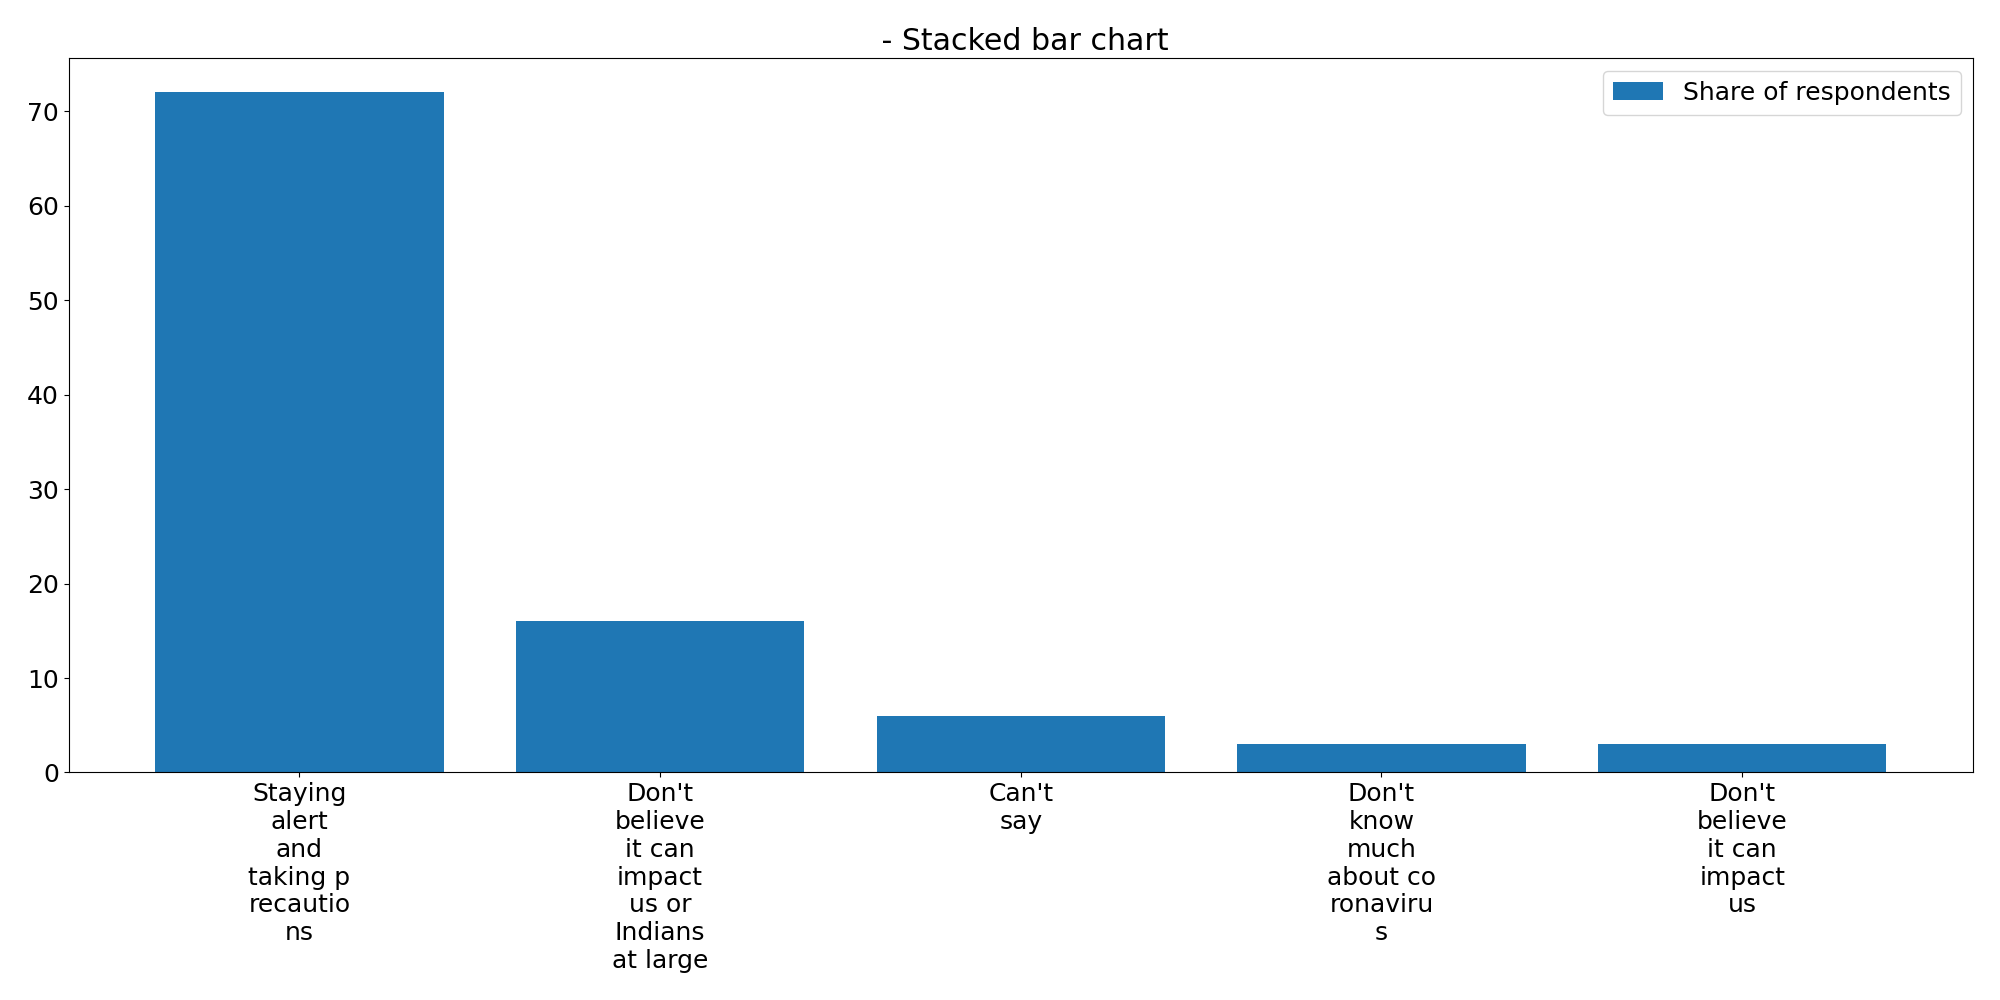 - Stacked bar chart
Share of respondents
70
60
50
40
30
20
10
0
Staying
alert
and
taking p
recautio
ns
Don't
believe
it can
impact
us or
Indians
at large
Can't
say
Don't
know
much
about co
ronaviru
s
Don't
believe
it can
impact
us